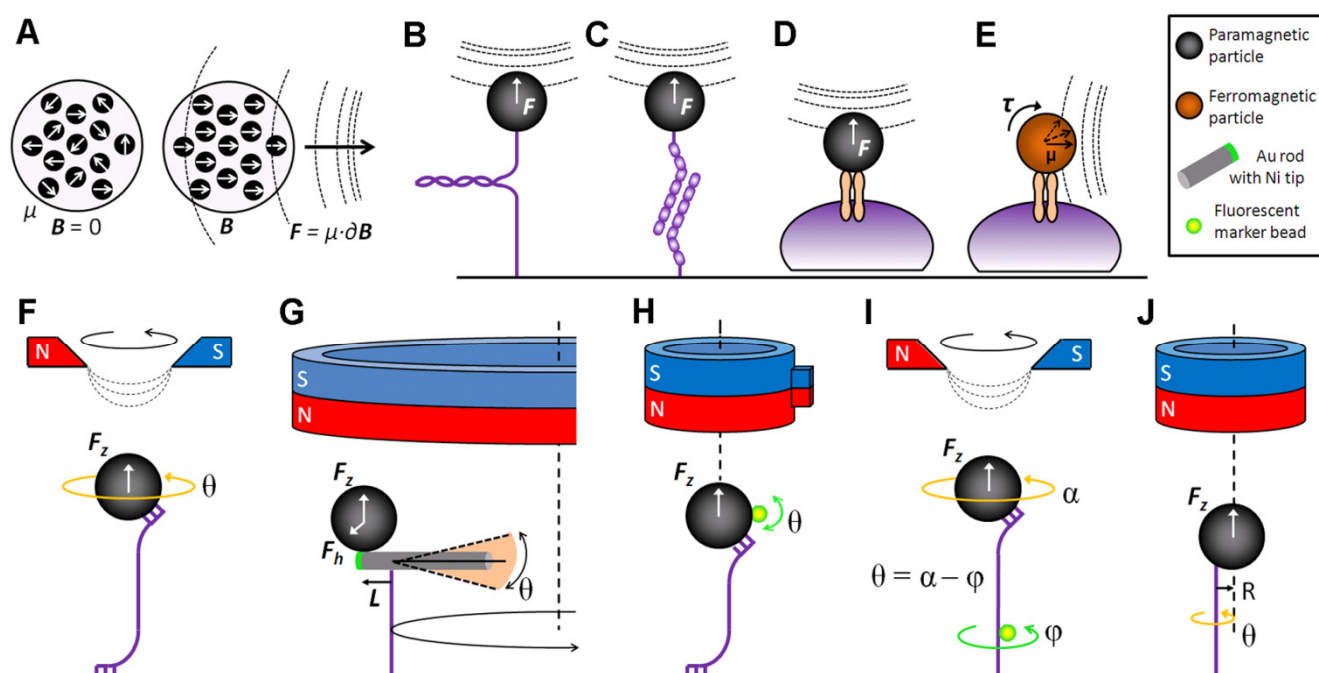 A
μ
B = 0
B
F = μ·∂B
B
F
C
F
D
F
E
τ
μ
Paramagnetic
particle
Ferromagnetic
particle
Au rod
with Ni tip
Fluorescent
marker bead
F
N
S
Fz
θ
G
S
N
Fz
Fh
L
θ
H
S
N
Fz
θ
I
N
S
Fz
α
θ = α − φ
φ
J
S
N
Fz
R
θ